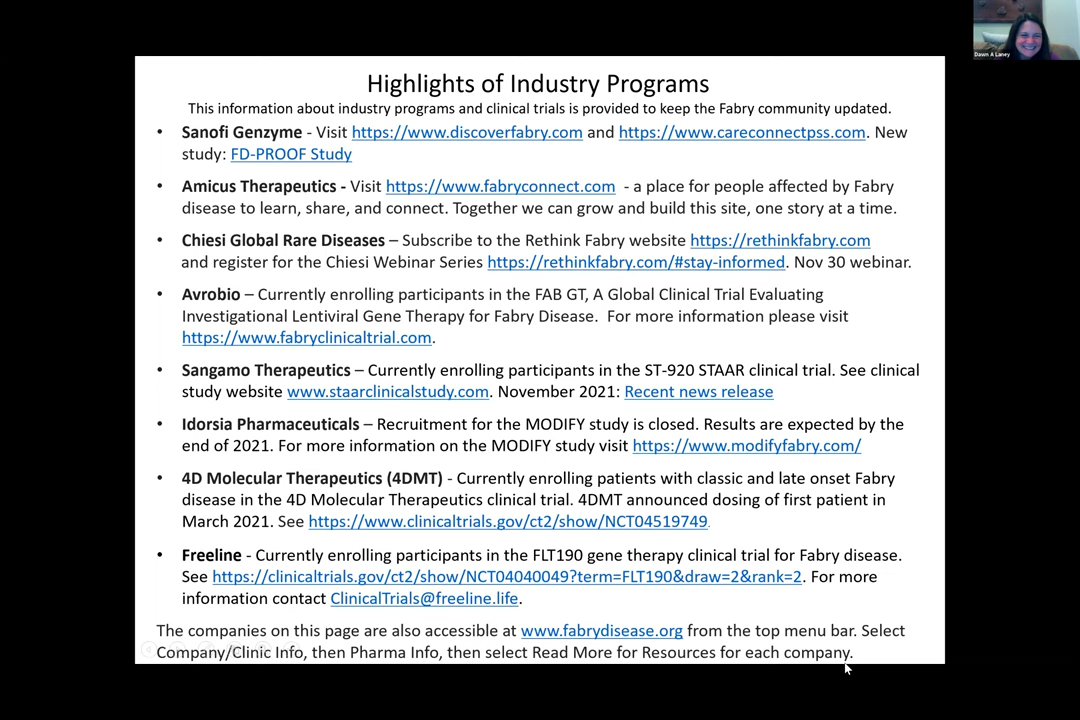 Dawn A Laney
Highlights of Industry Programs
This information about industry programs and clinical trials is provided to keep the Fabry community updated.
• Sanofi Genzyme - Visit https://www.discoverfabry.com and https://www.careconnectpss.com. New
study: FD-PROOF Study
• Amicus Therapeutics - Visit https://www.fabryconnect.com - a place for people affected by Fabry
disease to learn, share, and connect. Together we can grow and build this site, one story at a time.
• Chiesi Global Rare Diseases – Subscribe to the Rethink Fabry website https://rethinkfabry.com
and register for the Chiesi Webinar Series https://rethinkfabry.com/#stay-informed. Nov 30 webinar.
• Avrobio – Currently enrolling participants in the FAB GT, A Global Clinical Trial Evaluating
Investigational Lentiviral Gene Therapy for Fabry Disease. For more information please visit
https://www.fabryclinicaltrial.com.
• Sangamo Therapeutics – Currently enrolling participants in the ST-920 STAAR clinical trial. See clinical
study website www.staarclinicalstudy.com. November 2021: Recent news release
• Idorsia Pharmaceuticals – Recruitment for the MODIFY study is closed. Results are expected by the
end of 2021. For more information on the MODIFY study visit https://www.modifyfabry.com/
• 4D Molecular Therapeutics (4DMT) - Currently enrolling patients with classic and late onset Fabry
disease in the 4D Molecular Therapeutics clinical trial. 4DMT announced dosing of first patient in
March 2021. See https://www.clinicaltrials.gov/ct2/show/NCT04519749.
• Freeline - Currently enrolling participants in the FLT190 gene therapy clinical trial for Fabry disease.
See https://clinicaltrials.gov/ct2/show/NCT04040049?term=FLT190&draw=2&rank=2. For more
information contact ClinicalTrials@freeline.life.
The companies on this page are also accessible at www.fabrydisease.org from the top menu bar. Select
Company/Clinic Info, then Pharma Info, then select Read More for Resources for each company.